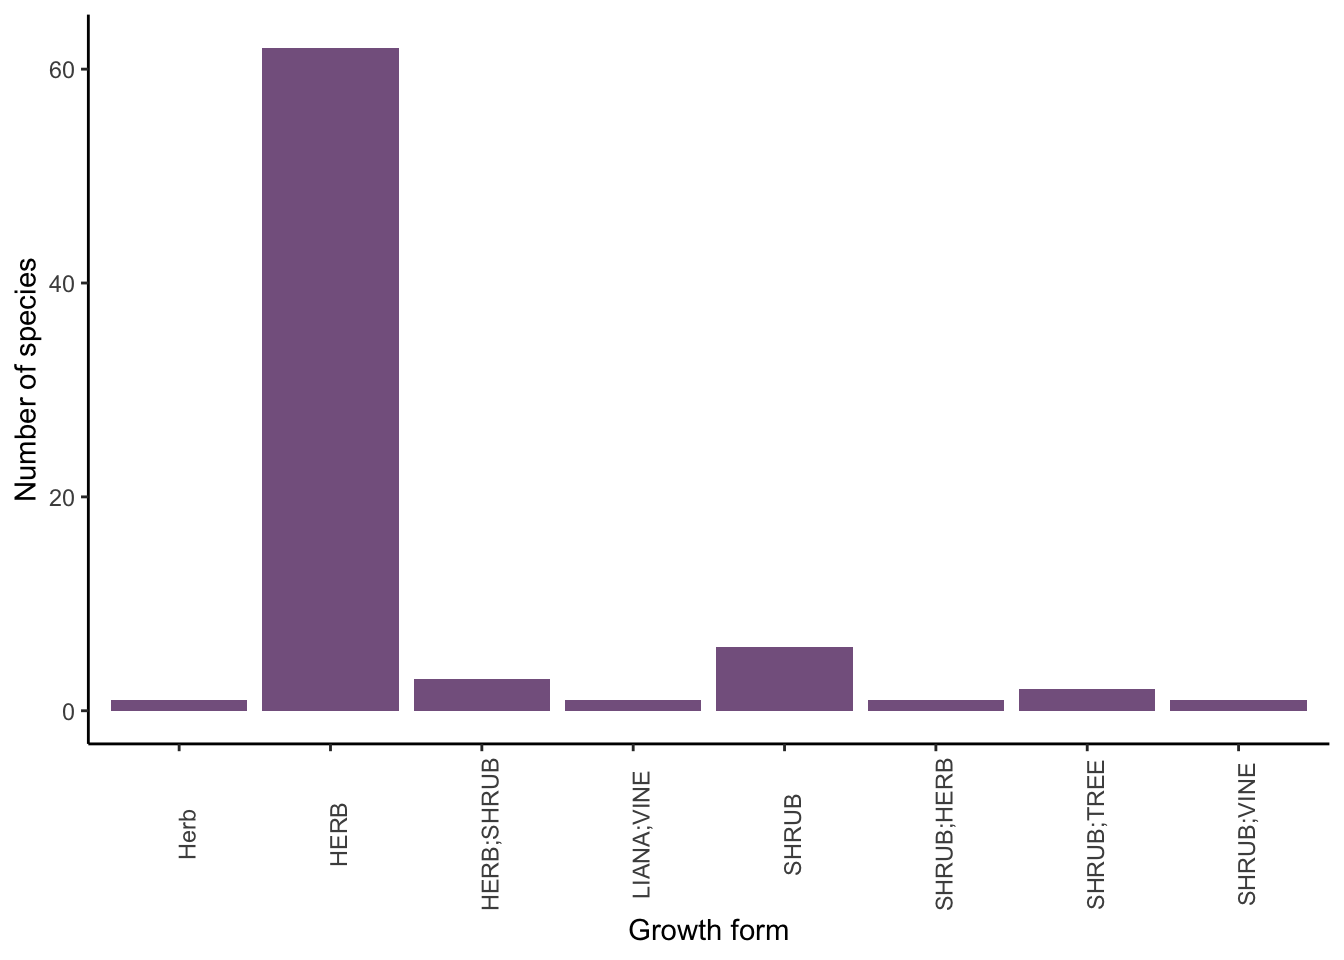 Number of species
60
40
20
0
Herb
HERB
HERB;SHRUB
LIANA;VINE
SHRUB
SHRUB;HERB
SHRUB;TREE
SHRUB;VINE
Growth form